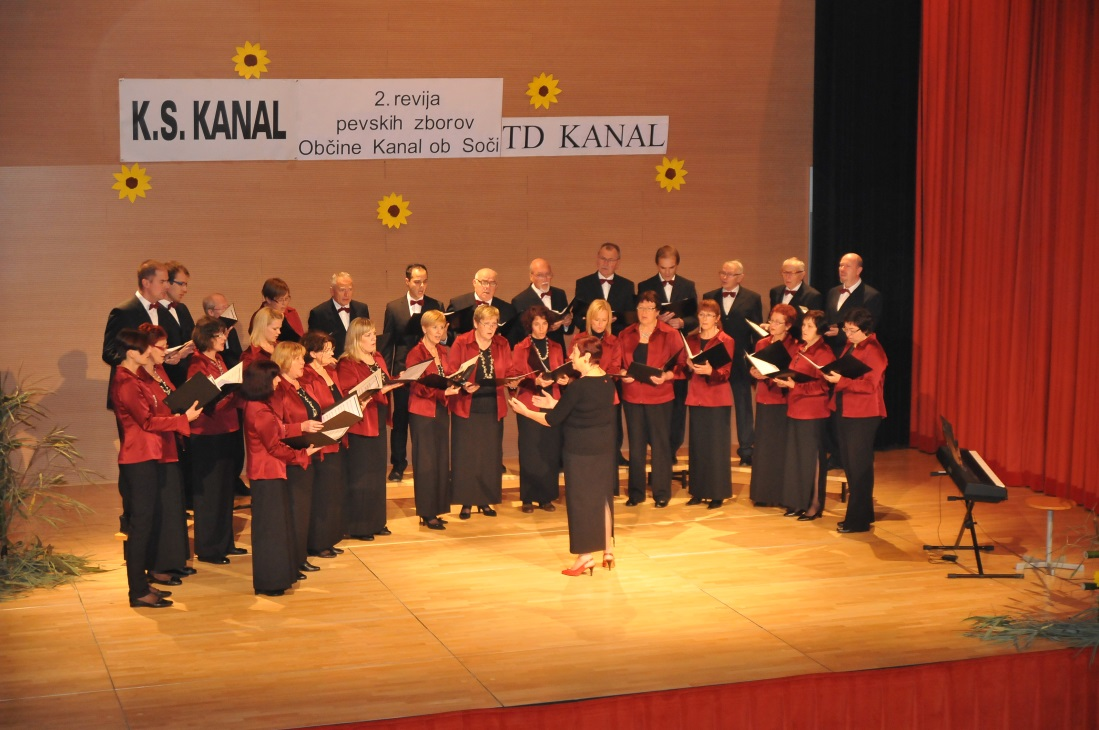 K.S. KANAL
2. revija
pevskih zborov
Občine Kanal ob Soči
TD KANAL